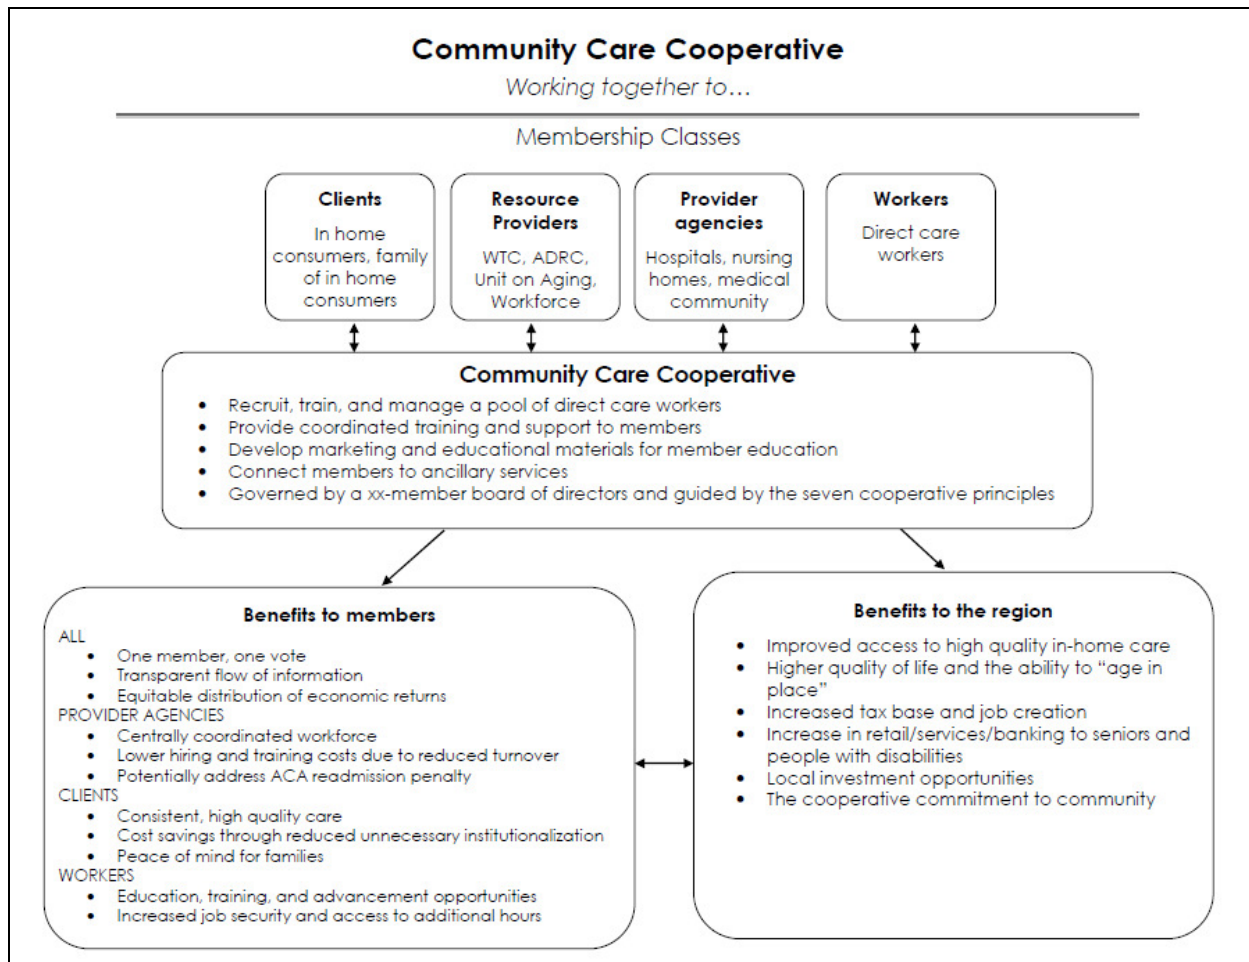 Community Care Cooperative
Working together to…
Membership Classes
Clients
In home
consumers, family
of in home
consumers
Resource
Providers
WTC, ADRC,
Unit on Aging,
Workforce
Provider
agencies
Hospitals, nursing
homes, medical
community
Workers
Direct care
workers
Community Care Cooperative
• Recruit, train, and manage a pool of direct care workers
• Provide coordinated training and support to members
• Develop marketing and educational materials for member education
• Connect members to ancillary services
• Governed by a xx-member board of directors and guided by the seven cooperative principles
Benefits to members
ALL
• One member, one vote
• Transparent flow of information
• Equitable distribution of economic returns
PROVIDER AGENCIES
• Centrally coordinated workforce
• Lower hiring and training costs due to reduced turnover
• Potentially address ACA readmission penalty
CLIENTS
• Consistent, high quality care
• Cost savings through reduced unnecessary institutionalization
• Peace of mind for families
WORKERS
• Education, training, and advancement opportunities
• Increased job security and access to additional hours
Benefits to the region
• Improved access to high quality in-home care
• Higher quality of life and the ability to “age in
place”
• Increased tax base and job creation
• Increase in retail/services/banking to seniors and
people with disabilities
• Local investment opportunities
• The cooperative commitment to community